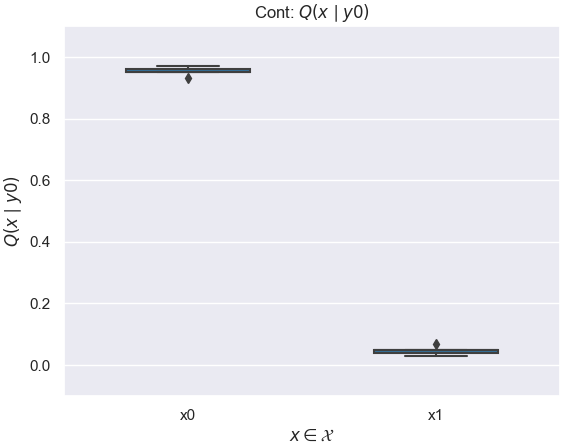 Cont: Q(x | y0)
1.0
0.8
0.6
0.4
0.2
0.0
Q(x | y0)
x0 x1
x ∈ 𝒳